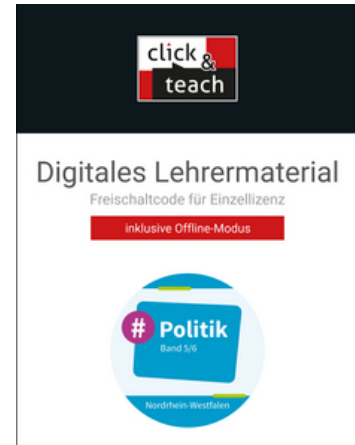 click &
teach
Digitales Lehrermaterial
Freischaltcode für Einzellizenz
inklusive Offline-Modus
# Politik
Band 5/6
Nordrhein-Westfalen